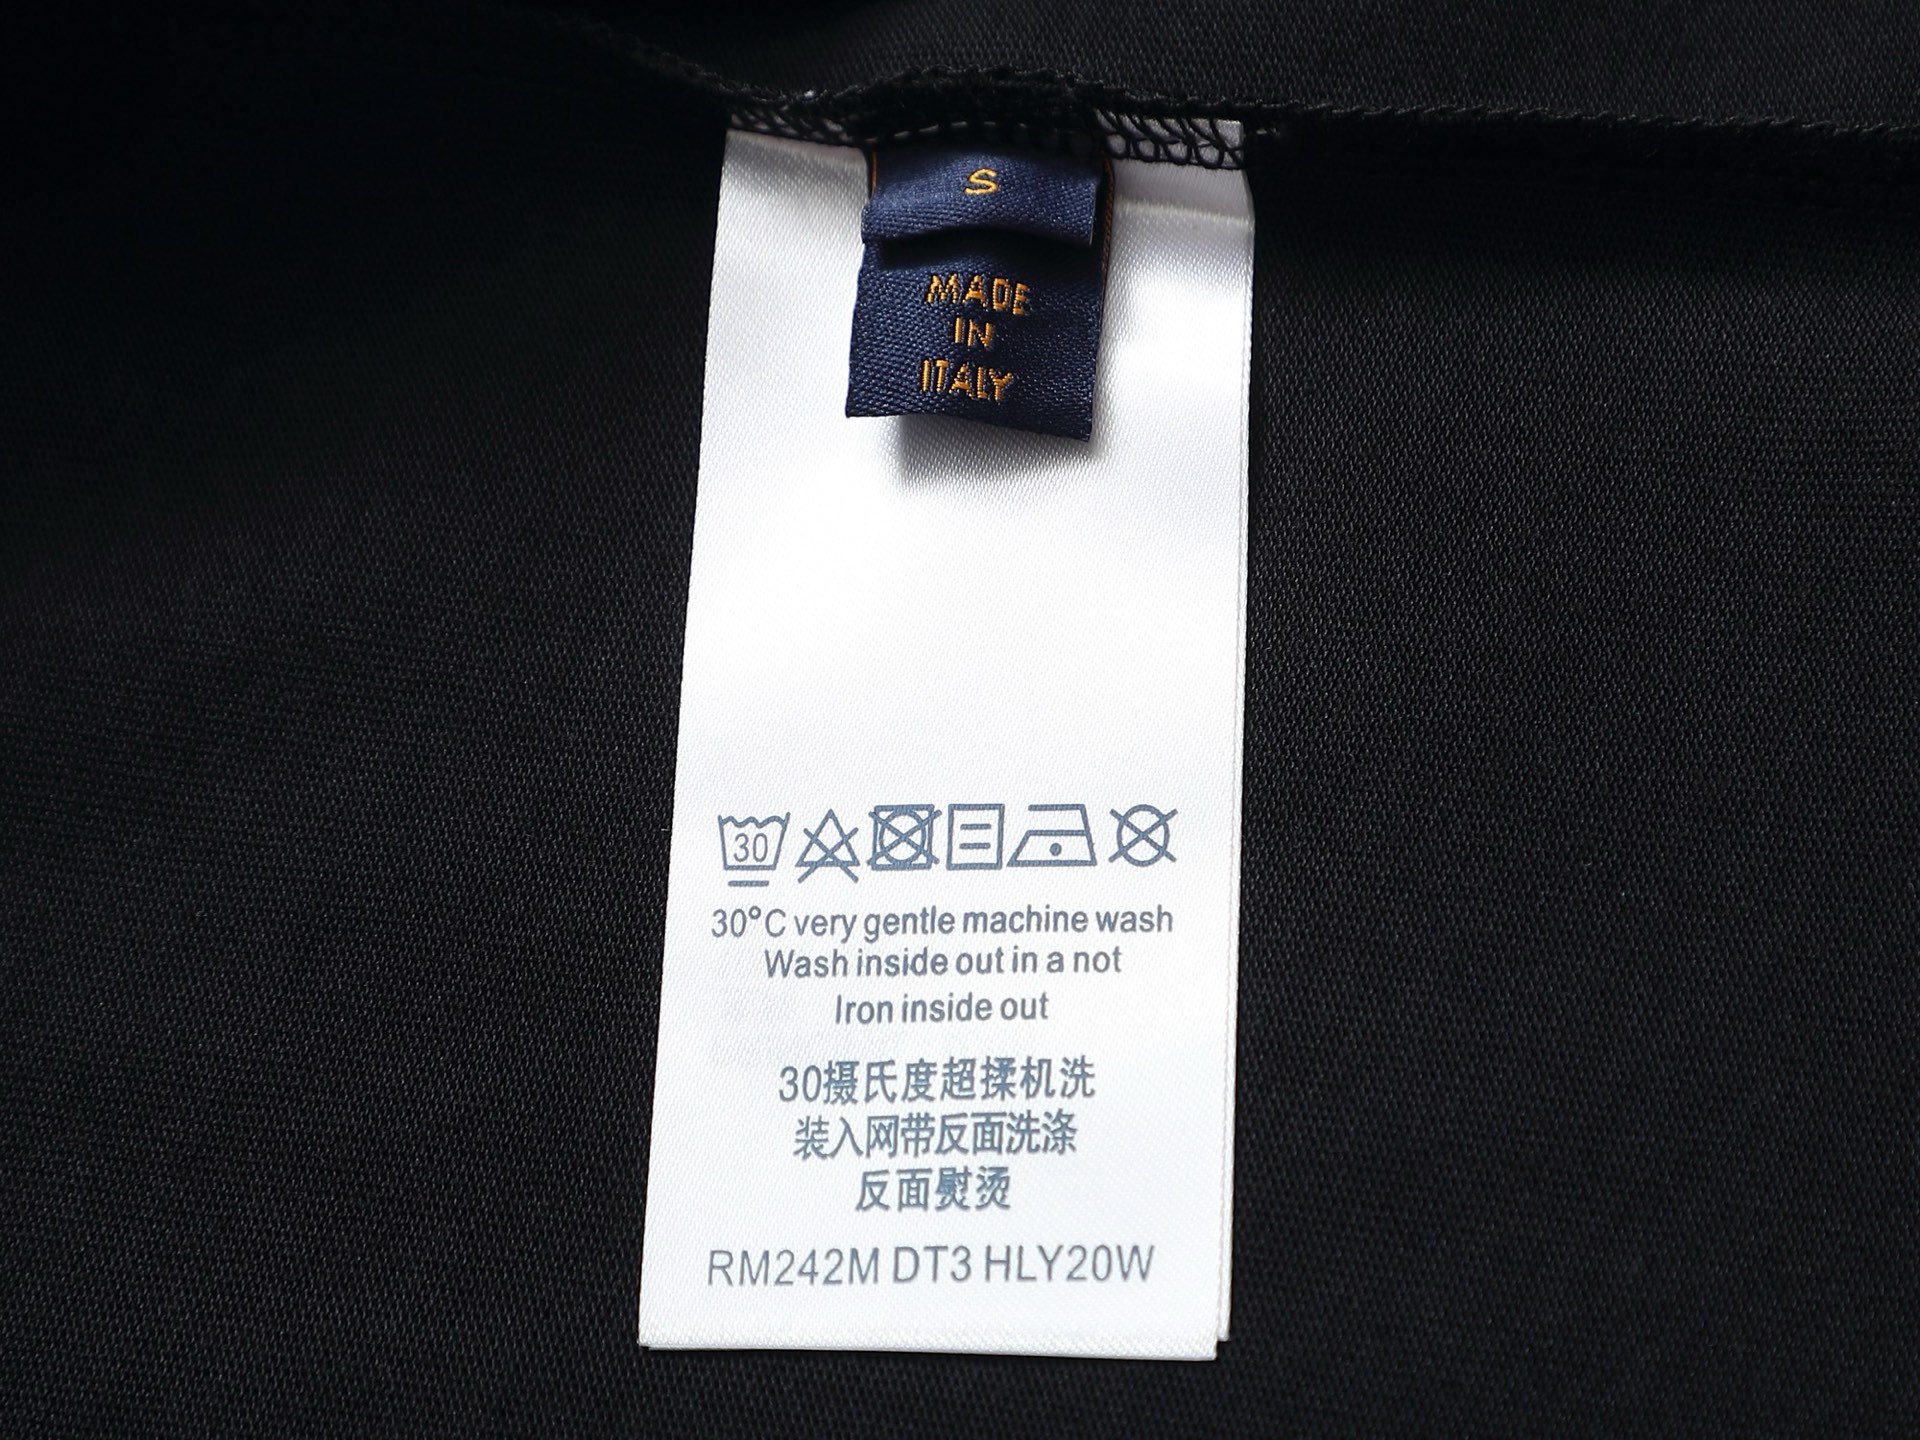 S
MADE
IN
ITALY
30
30°C very gentle machine wash
Wash inside out in a not
Iron inside out
30摄氏度超揉机洗
装入网带反面洗涤
反面熨烫
RM242M DT3 HLY20W